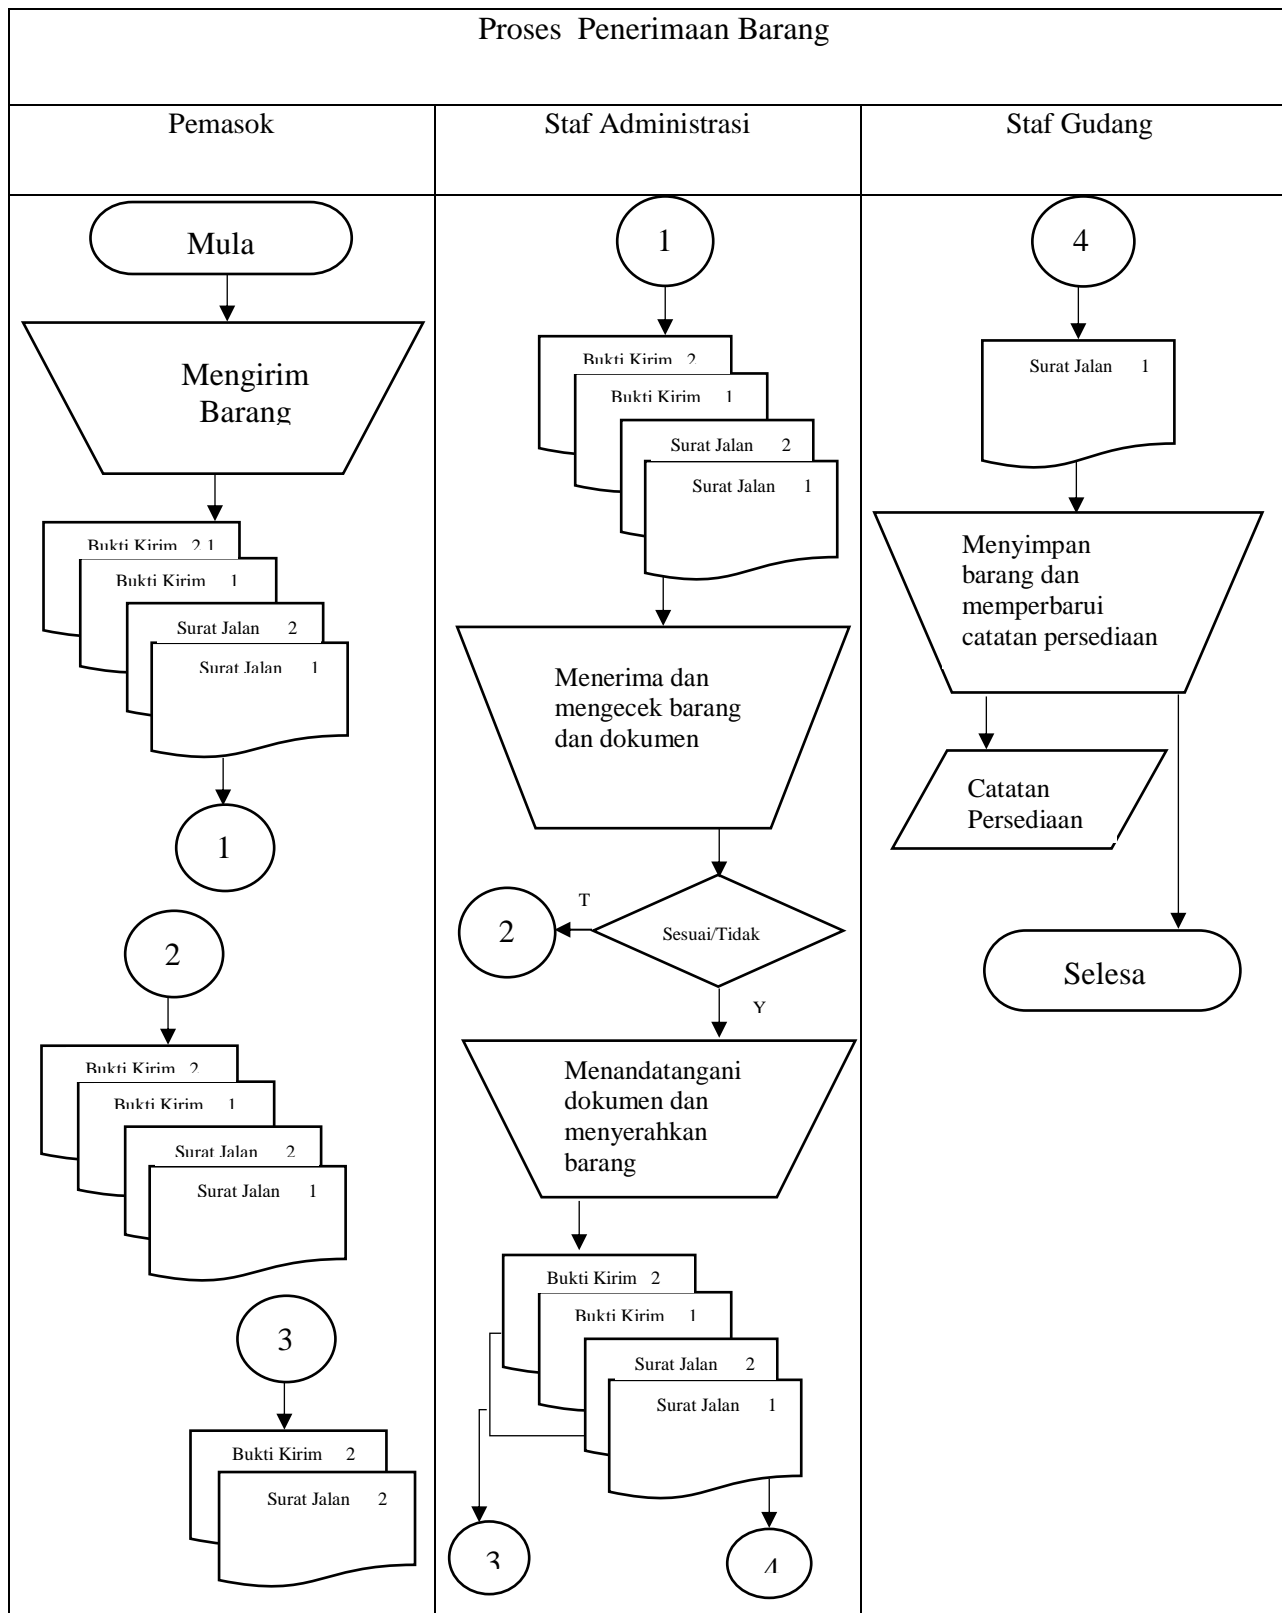 Proses Penerimaan Barang
Pemasok
Staf Administrasi
Staf Gudang
Mula
Mengirim
Barang
Bukti Kirim 2 1
Bukti Kirim 1
Surat Jalan 2
Surat Jalan 1
1
2
Bukti Kirim 2
Bukti Kirim 1
Surat Jalan 2
Surat Jalan 1
3
Bukti Kirim 2
Surat Jalan 2
1
Bukti Kirim 2
Bukti Kirim 1
Surat Jalan 2
Surat Jalan 1
Menerima dan
mengecek barang
dan dokumen
2
T
Sesuai/Tidak
Y
Menandatangani
dokumen dan
menyerahkan
barang
Bukti Kirim 2
Bukti Kirim 1
Surat Jalan 2
Surat Jalan 1
3
4
4
Surat Jalan 1
Menyimpan
barang dan
memperbarui
catatan persediaan
Catatan
Persediaan
Selesa